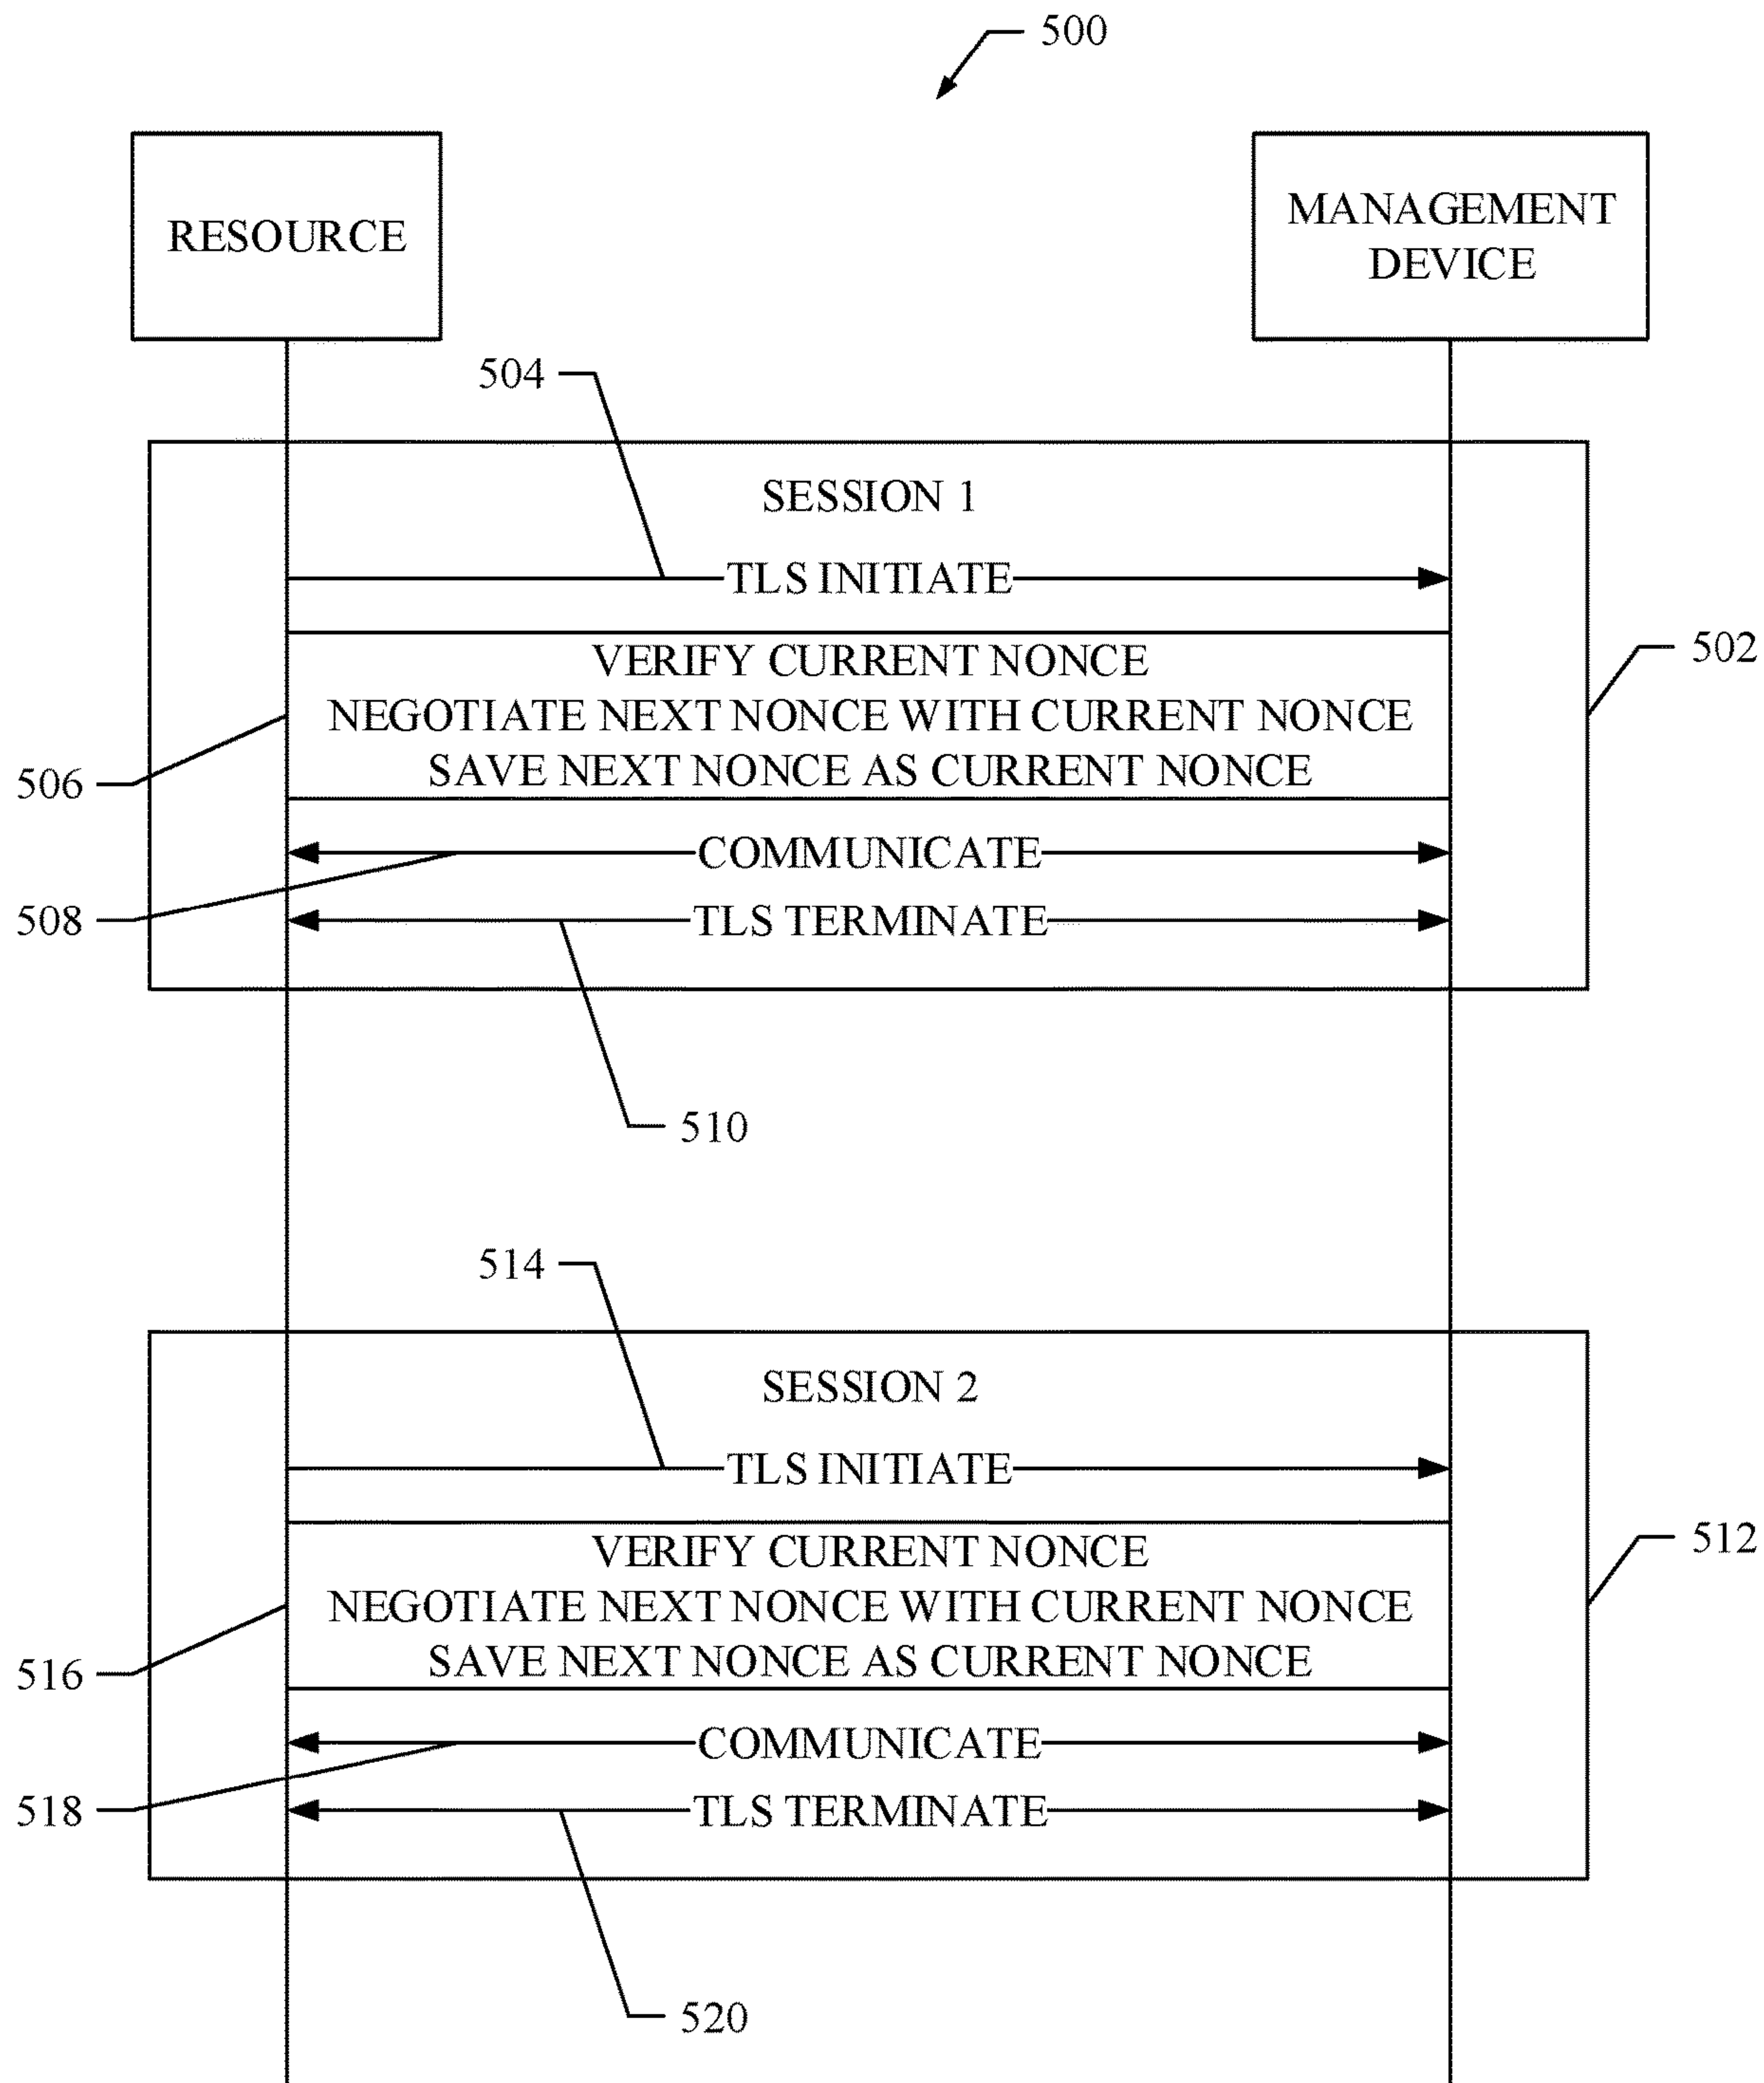 500
RESOURCE
MANAGEMENT
DEVICE
504
SESSION 1
TLS INITIATE
502
VERIFY CURRENT NONCE
NEGOTIATE NEXT NONCE WITH CURRENT NONCE
SAVE NEXT NONCE AS CURRENT NONCE
506
COMMUNICATE
508
TLS TERMINATE
510
514
SESSION 2
TLS INITIATE
512
VERIFY CURRENT NONCE
NEGOTIATE NEXT NONCE WITH CURRENT NONCE
SAVE NEXT NONCE AS CURRENT NONCE
516
COMMUNICATE
518
TLS TERMINATE
520